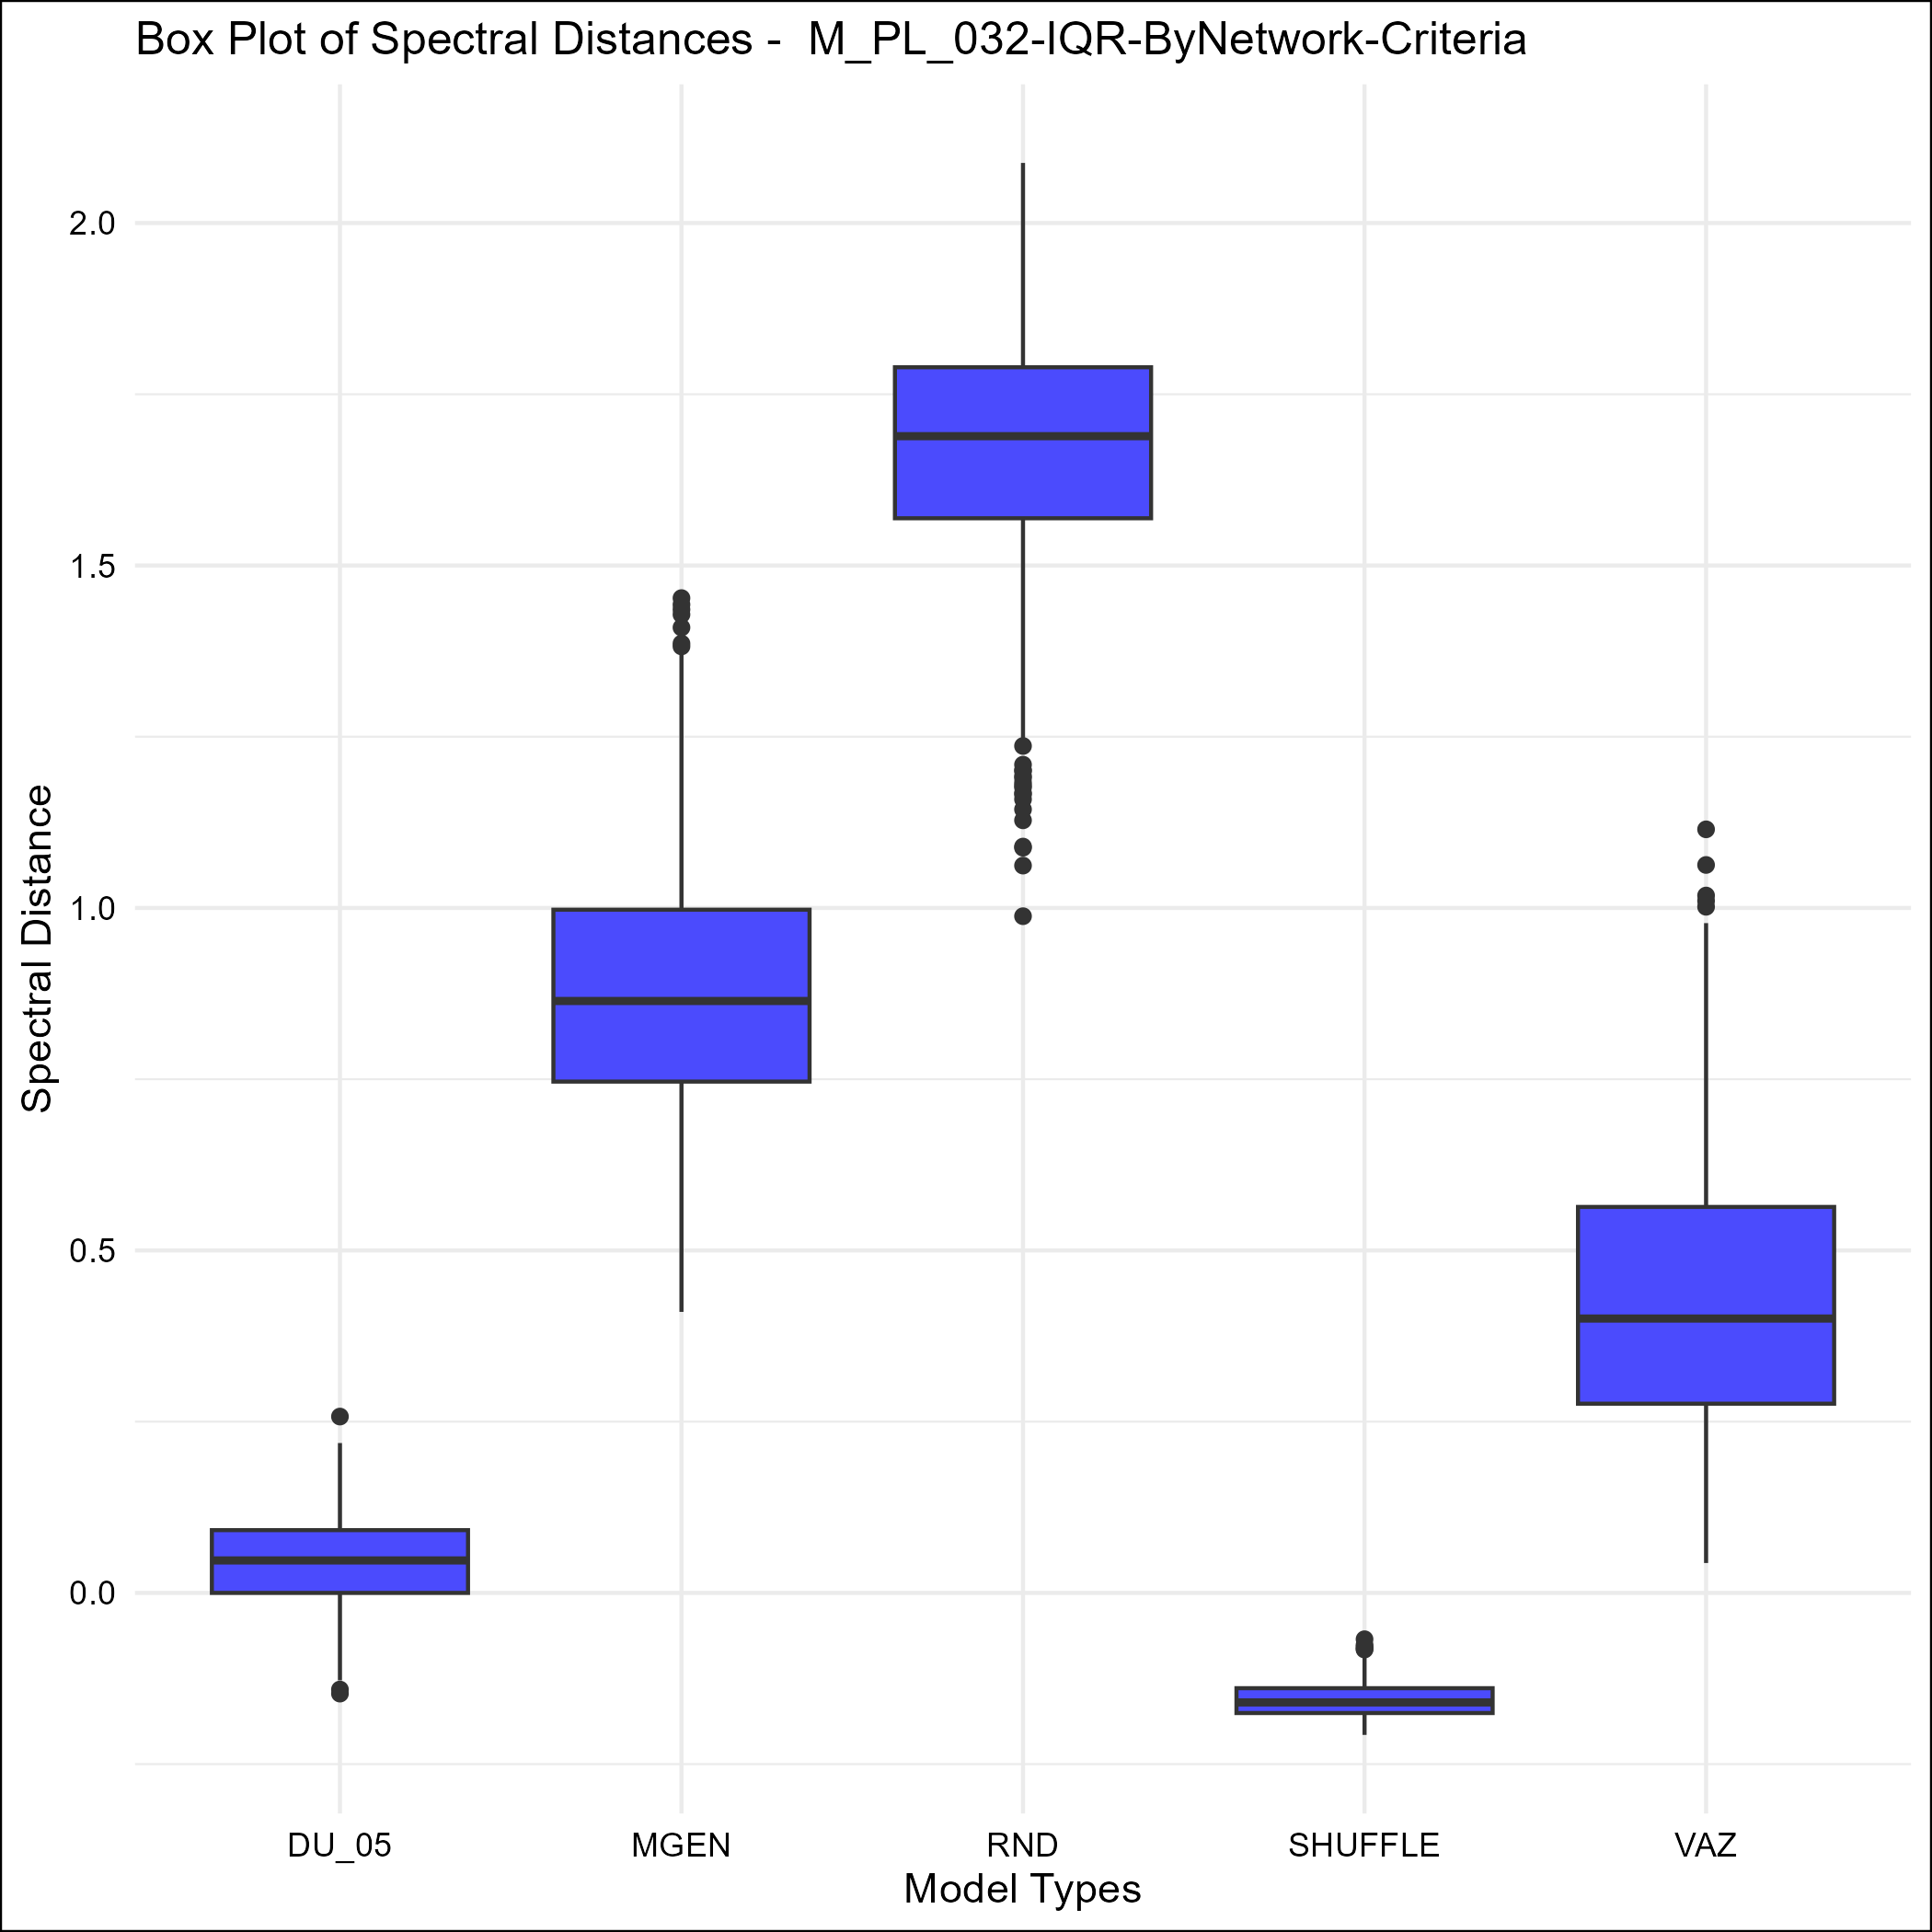 Box Plot of Spectral Distances -  M_PL_032-IQR-ByNetwork-Criteria
Spectral Distance
2.0
1.5
1.0
0.5
0.0
DU_05 MGEN RND SHUFFLE VAZ
Model Types